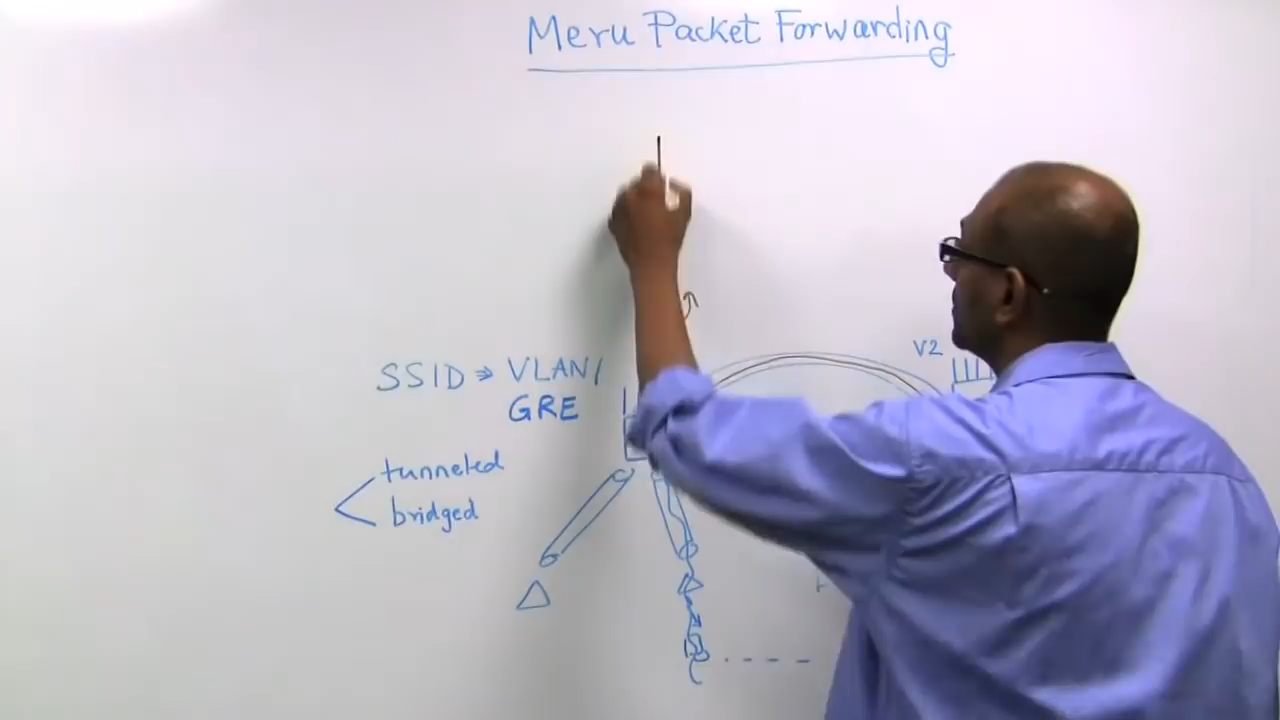 Meru Packet Forwarding
V2
SSID ⇒ VLAN/
GRE
tunneled
bridged